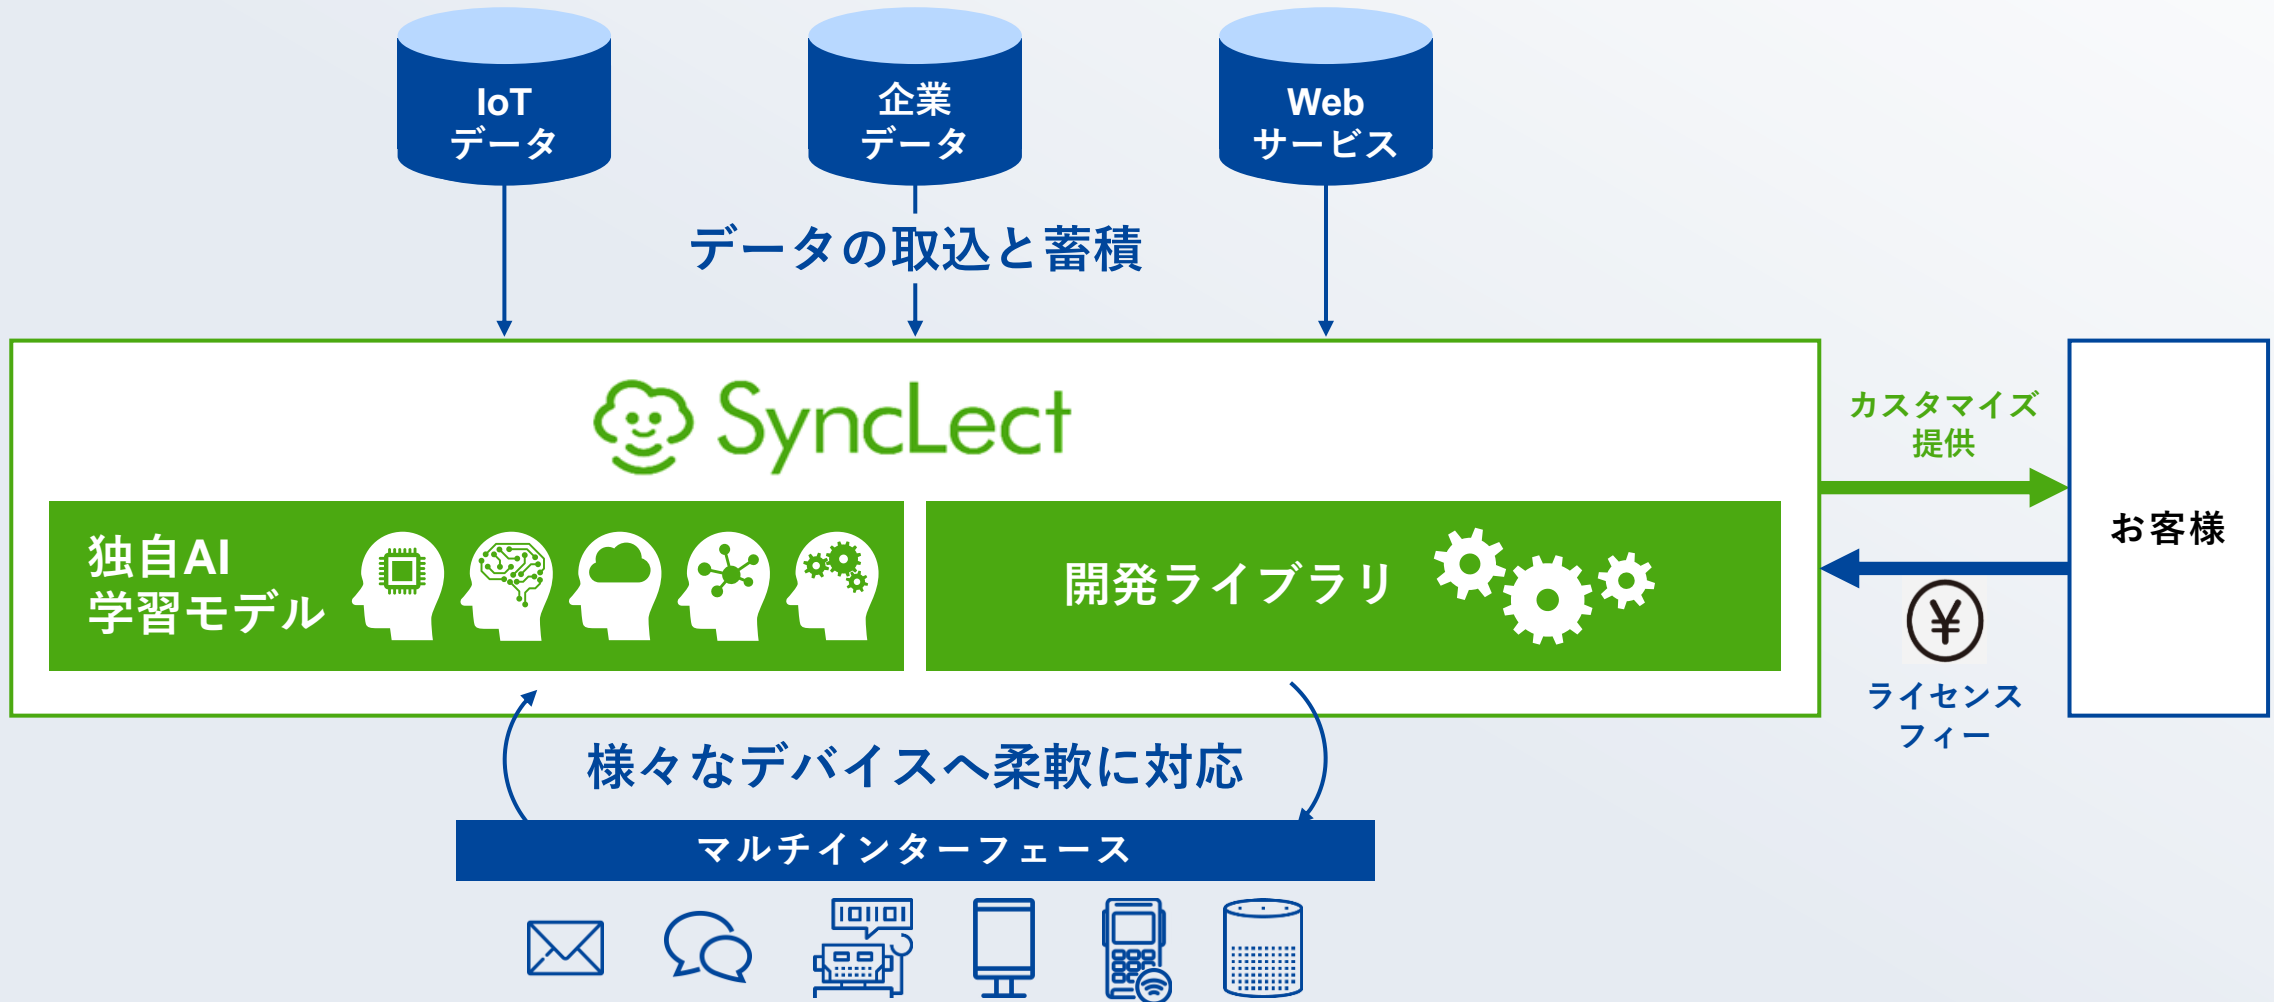 IoT
データ
企業
データ
Web
サービス
データの取込と蓄積
SyncLect
独自AI
学習モデル
開発ライブラリ
カスタマイズ
提供
お客様
¥
ライセンス
フィー
様々なデバイスへ柔軟に対応
マルチインターフェース